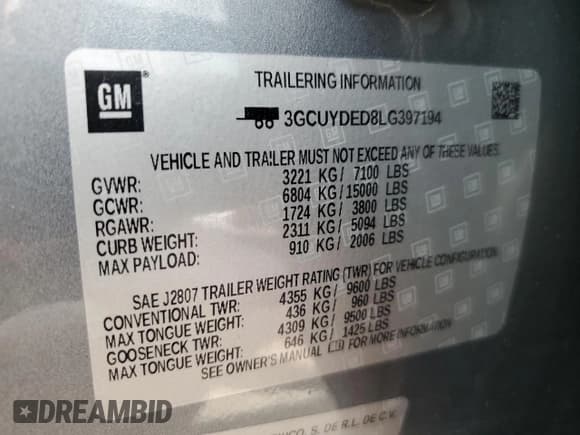 GM
TRAILERING INFORMATION
3GCUYDED8LG397194
VEHICLE AND TRAILER MUST NOT EXCEED ANY OF THESE VALUES
GVWR: 3221 KG/ 7100 LBS
GCWR: 6804 KG/15000 LBS
RGAWR: 1724 KG/ 3800 LBS
CURB WEIGHT: 2311 KG/ 5094 LBS
MAX PAYLOAD: 910 KG/ 2006 LBS
SAE J2807 TRAILER WEIGHT RATING (TWR) FOR VEHICLE CONFIGURATION
CONVENTIONAL TWR: 4355 KG/ 9600 LBS
MAX TONGUE WEIGHT: 436 KG/ 960 LBS
GOOSENECK TWR: 4309 KG/ 9500 LBS
MAX TONGUE WEIGHT: 646 KG/ 1425 LBS
SEE OWNER'S MANUAL FOR MORE INFORMATION
S. DE R.L. DE C.V.
DREAMBID